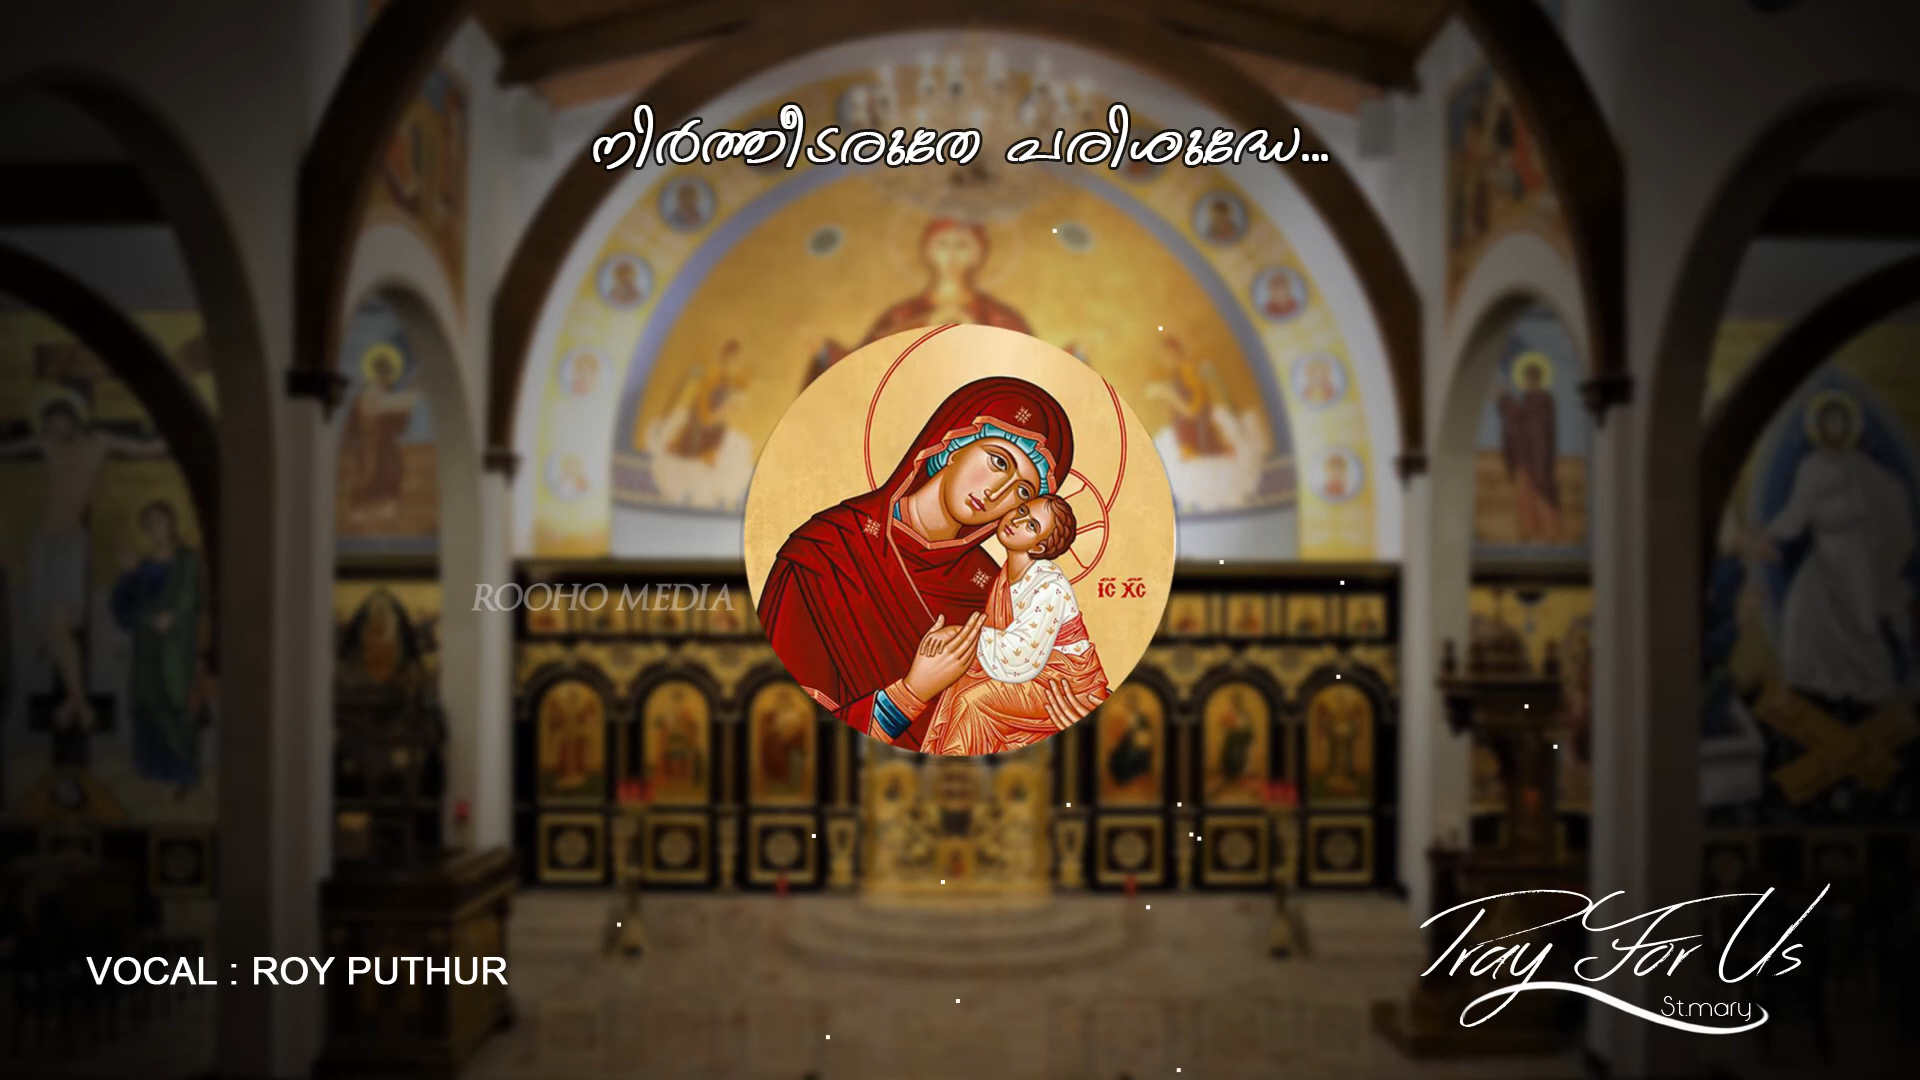 നിർത്തീടരുതേ പരിശുദ്ധേ...
ROOHO MEDIA
IC XC
VOCAL : ROY PUTHUR
Pray For Us
St.mary